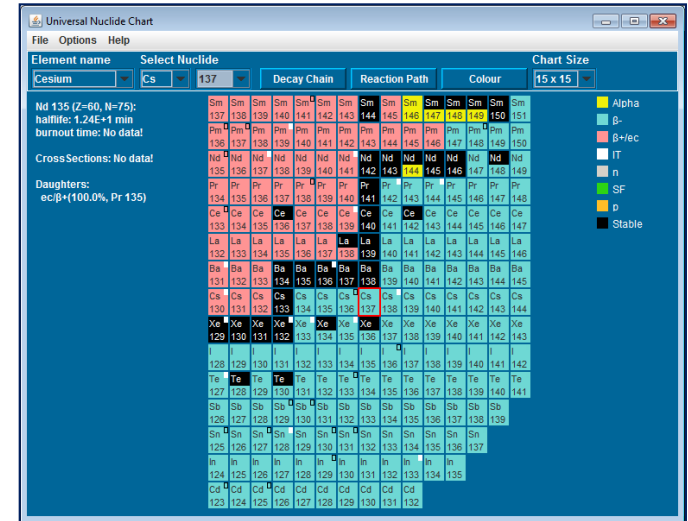 Universal Nuclide Chart
File Options Help
Element name Select Nuclide Chart Size
Cesium Cs 137 Decay Chain Reaction Path Colour 15 x 15
Nd 135 (Z=60, N=75):
halflife: 1.24E+1 min
burnout time: No data!
Cross Sections: No data!
Daughters:
ec/β+(100.0%, Pr 135)
Sm Sm Sm Sm Sm Sm Sm Sm Sm Sm Sm Sm Sm Sm Sm
137 138 139 140 141 142 143 144 145 146 147 148 149 150 151
Pm Pm Pm Pm Pm Pm Pm Pm Pm Pm Pm Pm Pm Pm Pm
136 137 138 139 140 141 142 143 144 145 146 147 148 149 150
Nd Nd Nd Nd Nd Nd Nd Nd Nd Nd Nd Nd Nd Nd Nd
135 136 137 138 139 140 141 142 143 144 145 146 147 148 149
Pr Pr Pr Pr Pr Pr Pr Pr Pr Pr Pr Pr Pr Pr Pr
134 135 136 137 138 139 140 141 142 143 144 145 146 147 148
Ce Ce Ce Ce Ce Ce Ce Ce Ce Ce Ce Ce Ce Ce Ce
133 134 135 136 137 138 139 140 141 142 143 144 145 146 147
La La La La La La La La La La La La La La La
132 133 134 135 136 137 138 139 140 141 142 143 144 145 146
Ba Ba Ba Ba Ba Ba Ba Ba Ba Ba Ba Ba Ba Ba Ba
131 132 133 134 135 136 137 138 139 140 141 142 143 144 145
Cs Cs Cs Cs Cs Cs Cs Cs Cs Cs Cs Cs Cs Cs Cs
130 131 132 133 134 135 136 137 138 139 140 141 142 143 144
Xe Xe Xe Xe Xe Xe Xe Xe Xe Xe Xe Xe Xe Xe Xe
129 130 131 132 133 134 135 136 137 138 139 140 141 142 143
I I I I I I I I I I I I I I I
128 129 130 131 132 133 134 135 136 137 138 139 140 141 142
Te Te Te Te Te Te Te Te Te Te Te Te Te Te Te
127 128 129 130 131 132 133 134 135 136 137 138 139 140 141
Sb Sb Sb Sb Sb Sb Sb Sb Sb Sb Sb Sb Sb Sb
126 127 128 129 130 131 132 133 134 135 136 137 138 139
Sn Sn Sn Sn Sn Sn Sn Sn Sn Sn Sn Sn Sn
125 126 127 128 129 130 131 132 133 134 135 136 137
In In In In In In In In In In In In
124 125 126 127 128 129 130 131 132 133 134 135
Cd Cd Cd Cd Cd Cd Cd Cd Cd Cd
123 124 125 126 127 128 129 130 131 132
Alpha
β-
β+/ec
IT
n
SF
p
Stable